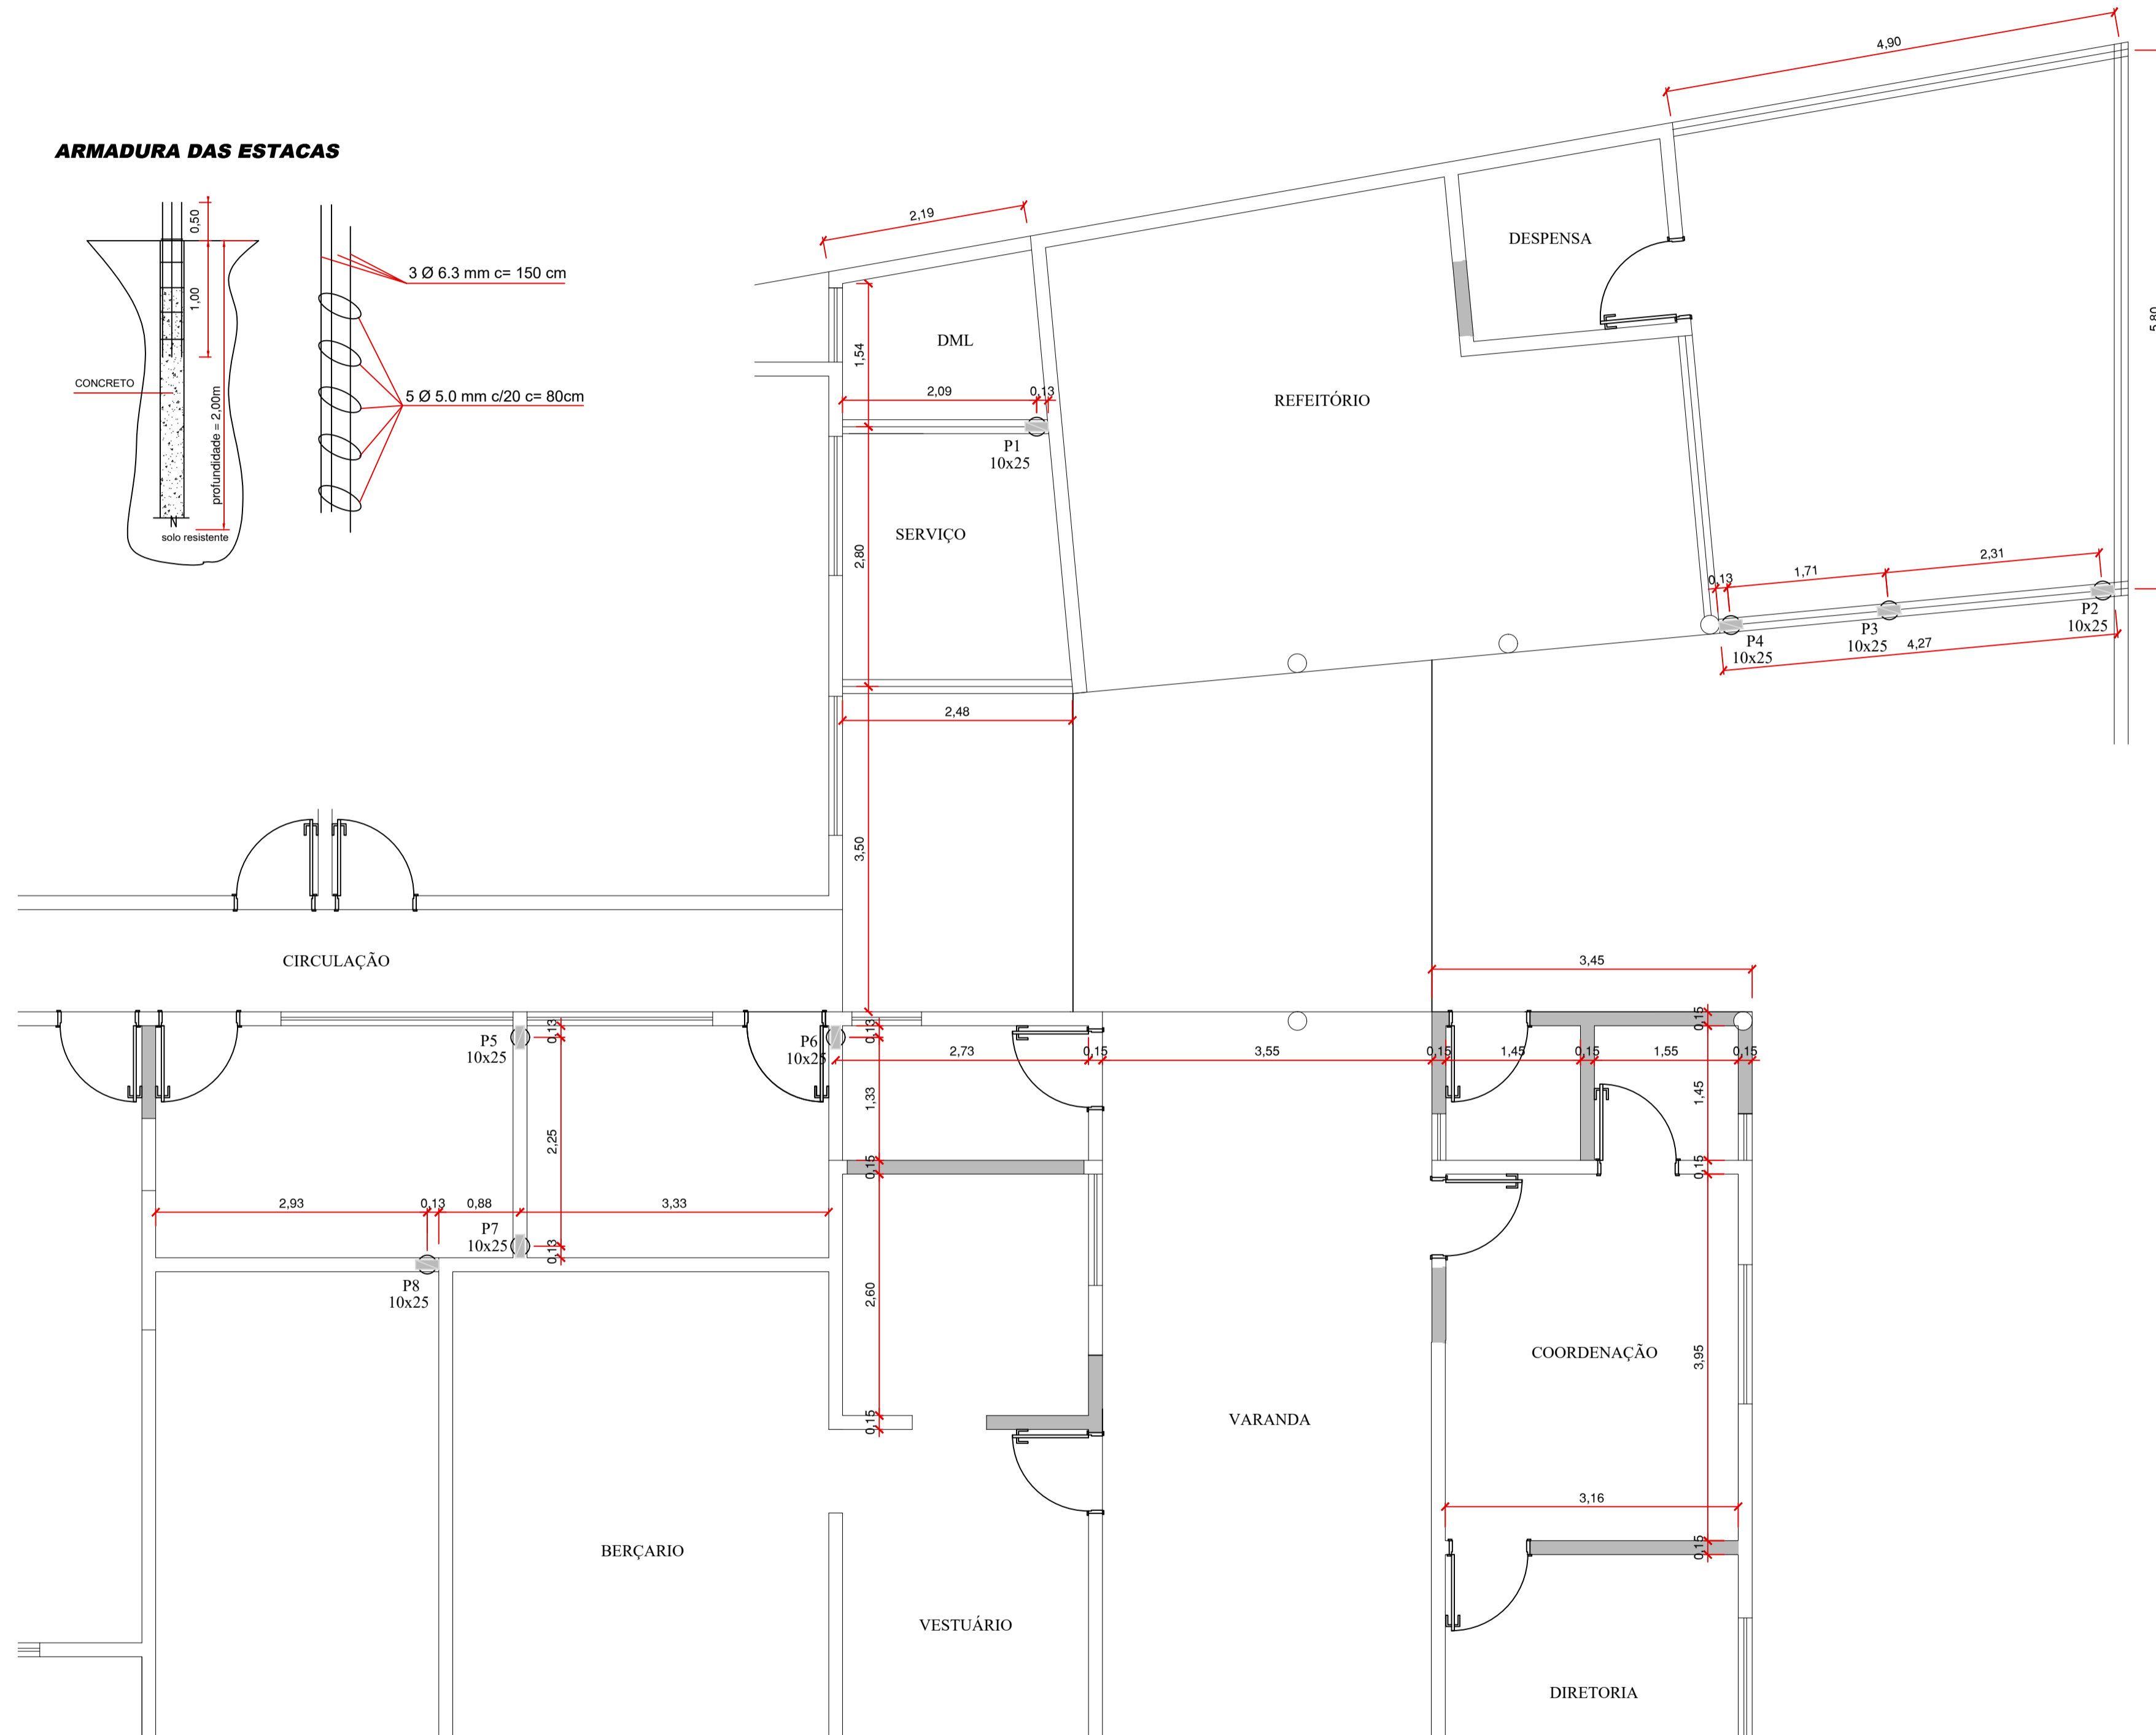 4,90
ARMADURA DAS ESTACAS
0,50
1,00
profundidade = 2,00m
CONCRETO
N
solo resistente
3 Ø 6.3 mm c= 150 cm
5 Ø 5.0 mm c/20 c= 80cm
2,19
DESPENSA
5,80
DML
1,54
2,09
0,13
REFEITÓRIO
P1
10x25
SERVIÇO
2,80
0,13
1,71
2,31
P4
10x25
P3
10x25
P2
10x25
4,27
2,48
3,50
CIRCULAÇÃO
3,45
P5
10x25
0,13
P6
10x25
0,13
2,73
0,15
3,55
0,15
1,45
0,15
1,55
0,15
0,15
1,33
1,45
2,25
0,15
0,15
2,93
0,13
0,88
3,33
P7
10x25
0,13
P8
10x25
2,60
COORDENAÇÃO
3,95
0,15
VARANDA
3,16
0,15
BERÇARIO
VESTUÁRIO
DIRETORIA